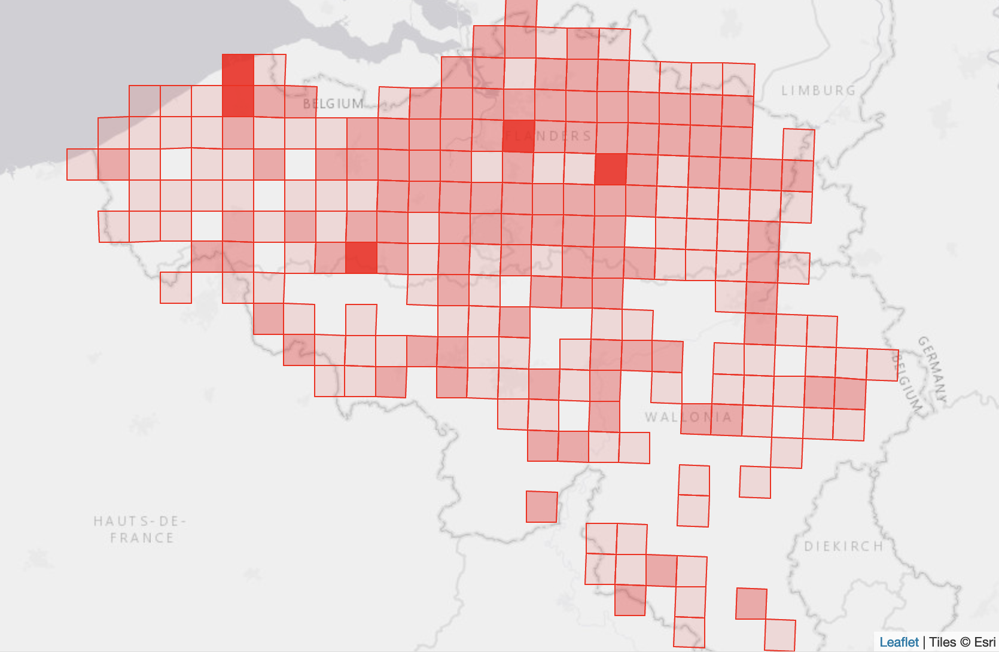 LIMBURG
BELGIUM
FLANDERS
GERMANY
BELGIUM
WALLONIA
HAUTS-DE-
FRANCE
DIEKIRCH
Leaflet | Tiles © Esri